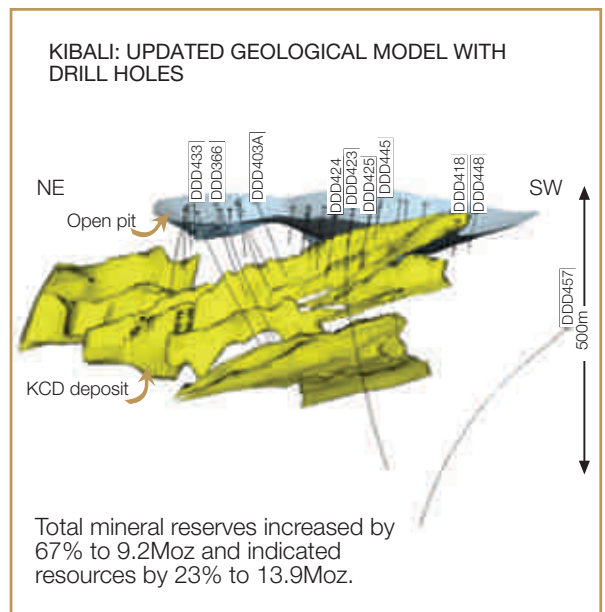 KIBALI: UPDATED GEOLOGICAL MODEL WITH
DRILL HOLES
NE
SW
DDD433
DDD366
DDD403A
DDD424
DDD423
DDD425
DDD445
DDD418
DDD448
Open pit
DDD457
500m
KCD deposit
Total mineral reserves increased by
67% to 9.2Moz and indicated
resources by 23% to 13.9Moz.